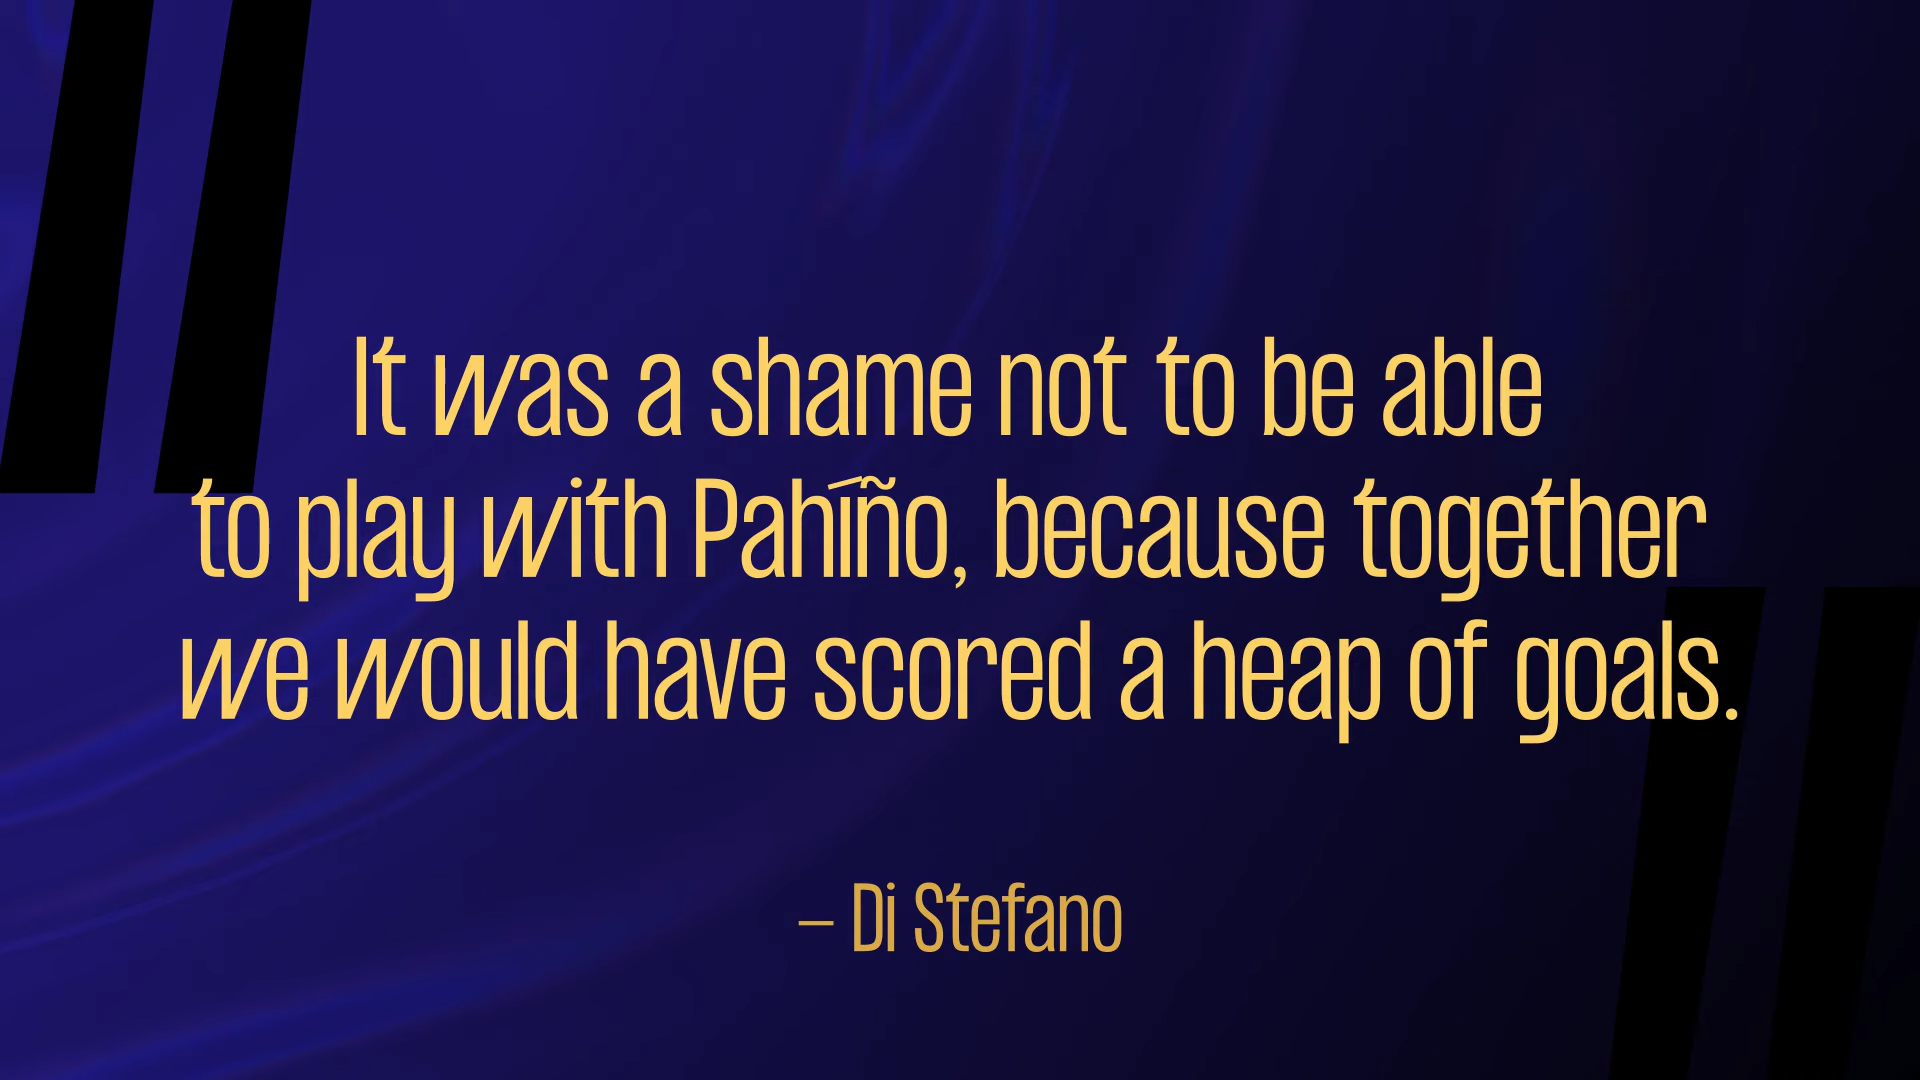 It was a shame not to be able
to play with Pahíño, because together
we would have scored a heap of goals.
– Di Stefano